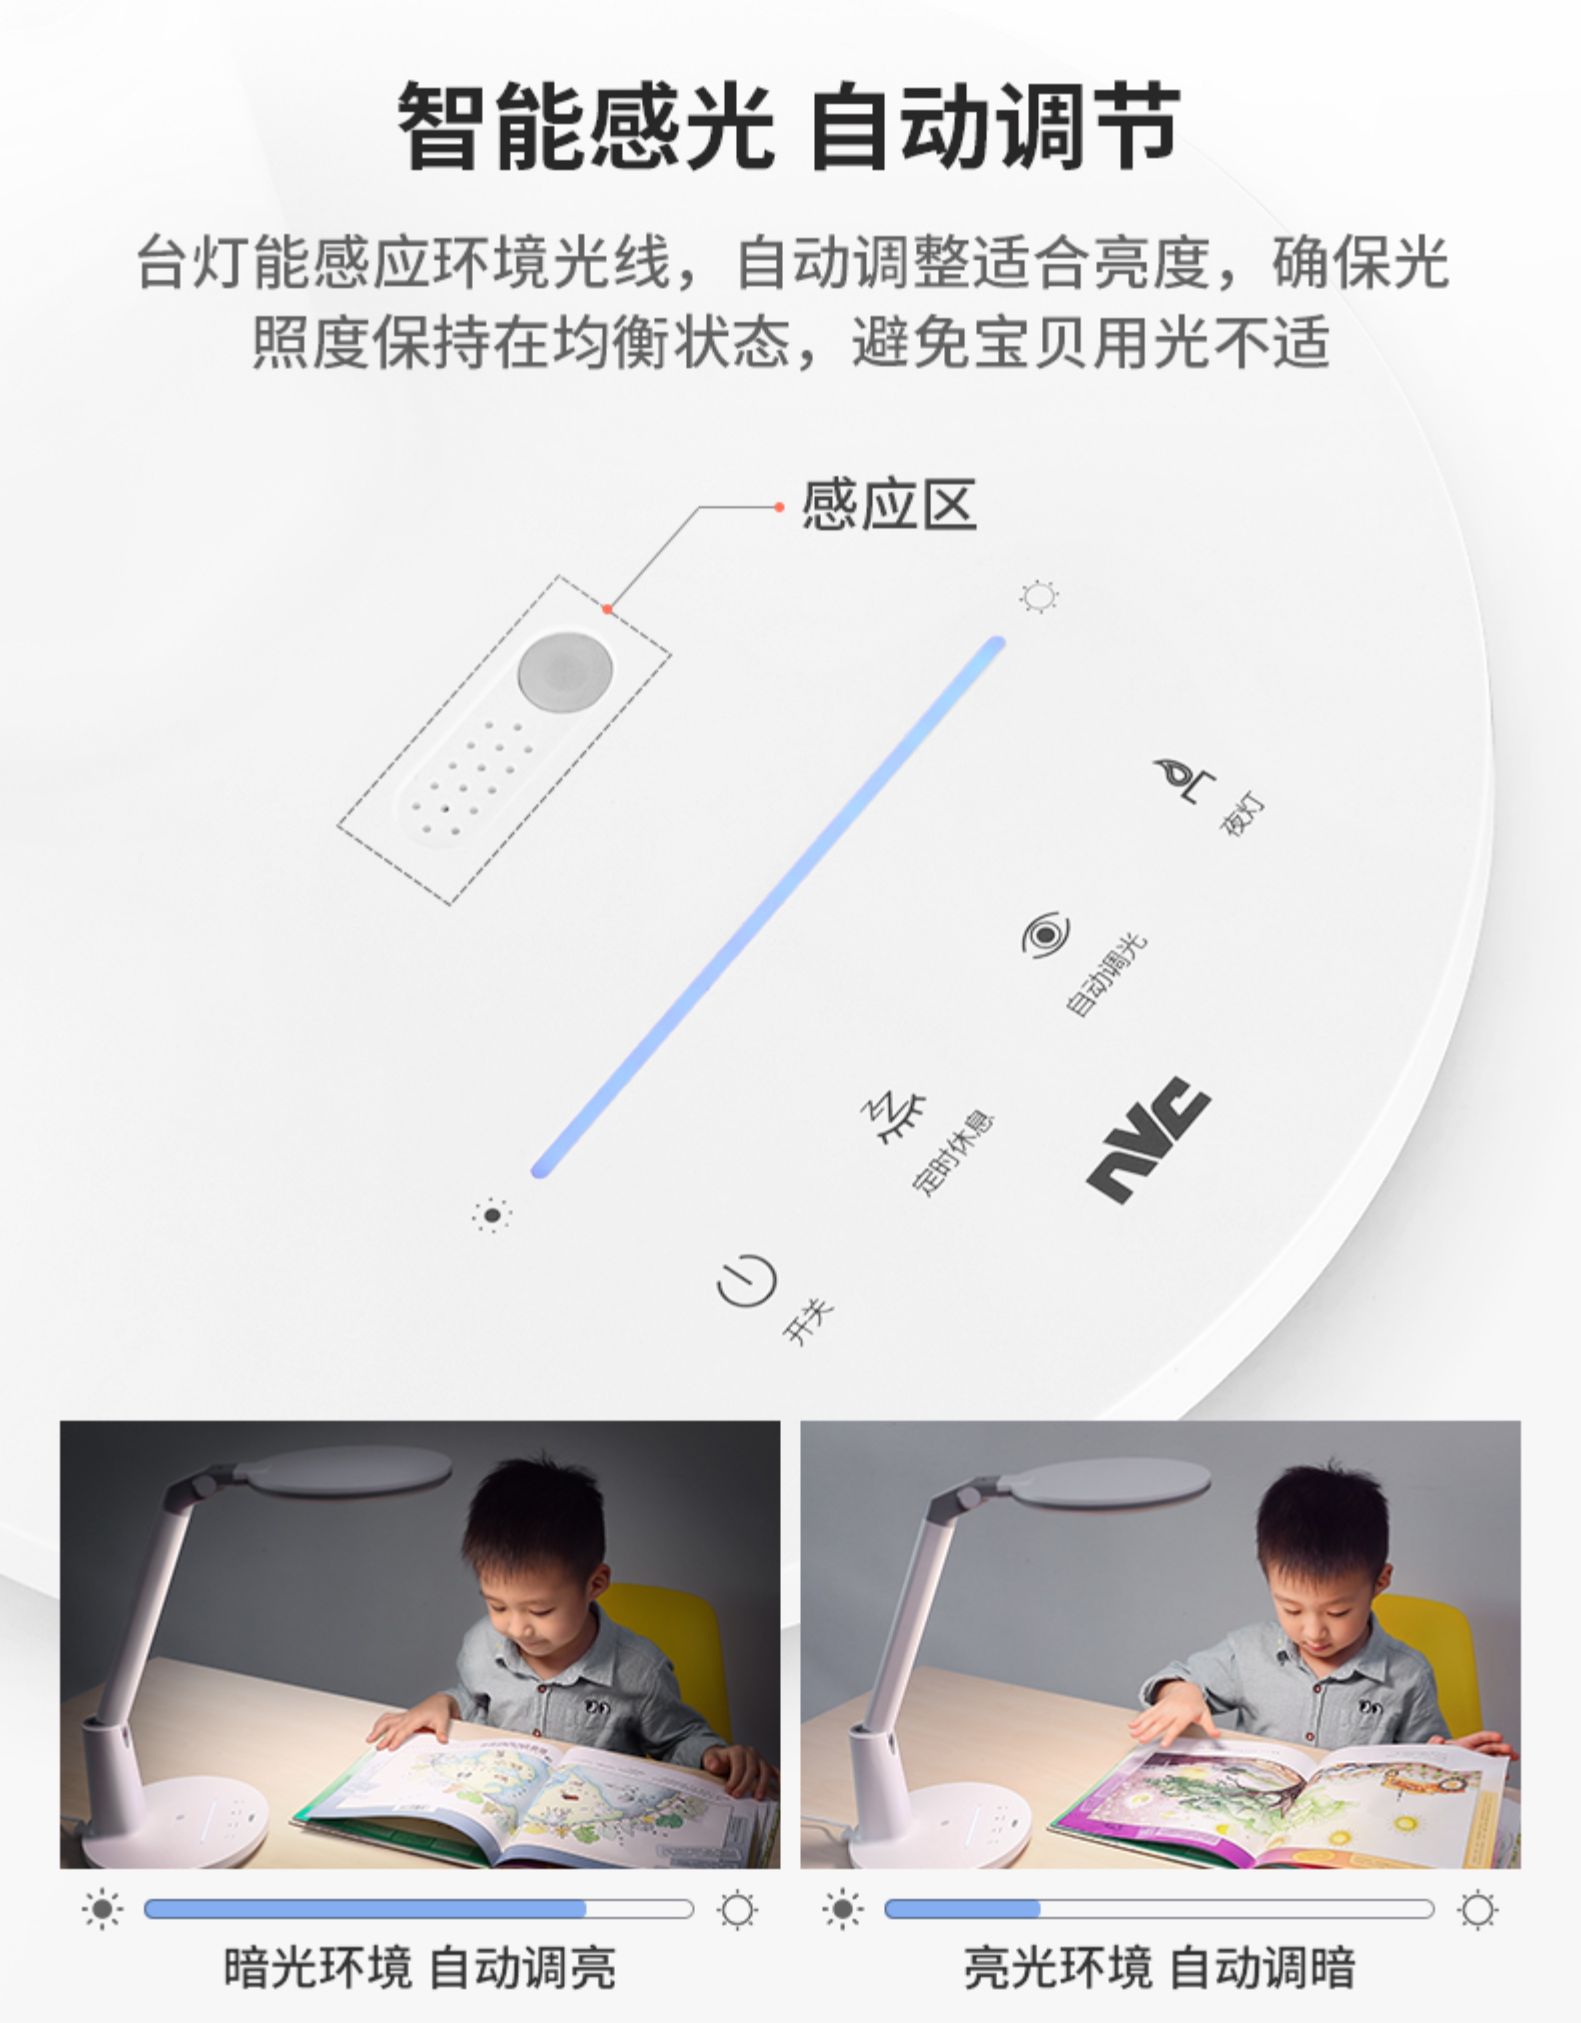 智能感光 自动调节
台灯能感应环境光线，自动调整适合亮度，确保光
照度保持在均衡状态，避免宝贝用光不适
感应区
夜灯
自动调光
定时休息
nvc
开关
暗光环境 自动调亮
亮光环境 自动调暗